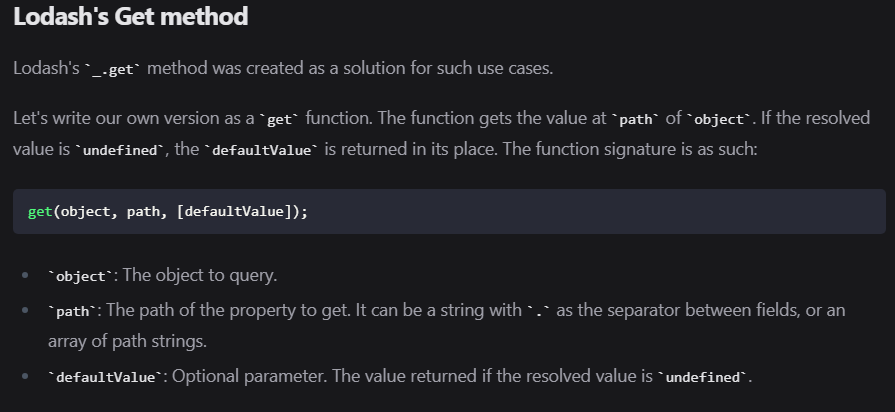 Lodash's Get method
Lodash's `_.get` method was created as a solution for such use cases.
Let's write our own version as a `get` function. The function gets the value at `path` of `object`. If the resolved
value is `undefined`, the `defaultValue` is returned in its place. The function signature is as such:
get(object, path, [defaultValue]);
• `object`: The object to query.
• `path`: The path of the property to get. It can be a string with `.` as the separator between fields, or an
array of path strings.
• `defaultValue`: Optional parameter. The value returned if the resolved value is `undefined`.